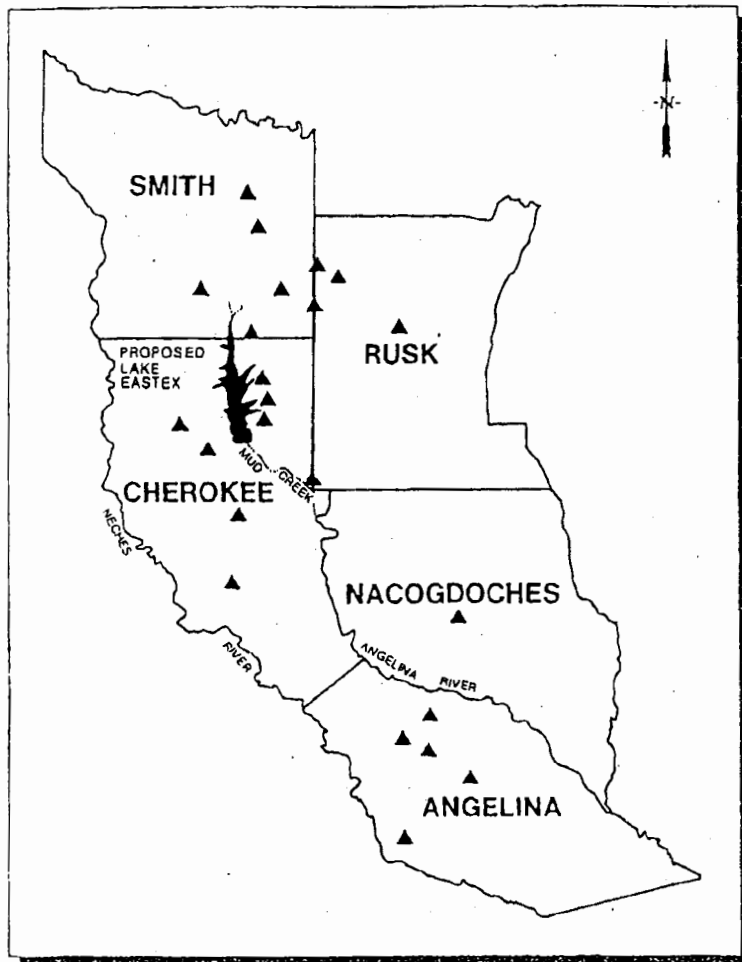 -N-
SMITH
RUSK
PROPOSED
LAKE
EASTEX
MUD CREEK
CHEROKEE
NECHES
RIVER
NACOGDOCHES
ANGELINA
RIVER
ANGELINA